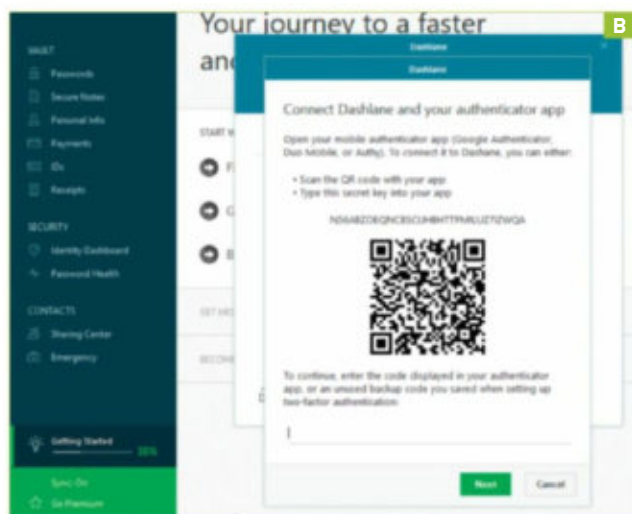 Your journey to a faster
and
B
VAULT
Passwords
Secure Notes
Personal Info
Payments
IDs
Receipts
SECURITY
Identity Dashboard
Password Health
CONTACTS
Sharing Center
Emergency
Getting Started
Sync: On
Go Premium
START
F
C
B
BECOME
Dashlane
Dashlane
Connect Dashlane and your authenticator app
Open your mobile authenticator app (Google Authenticator,
Duo Mobile, or Authy). To connect it to Dashlane, you can either:
• Scan the QR code with your app
• Type this secret key into your app
To continue, enter the code displayed in your authenticator
app, or an unused backup code you saved when setting up
two-factor authentication:
Next
Cancel